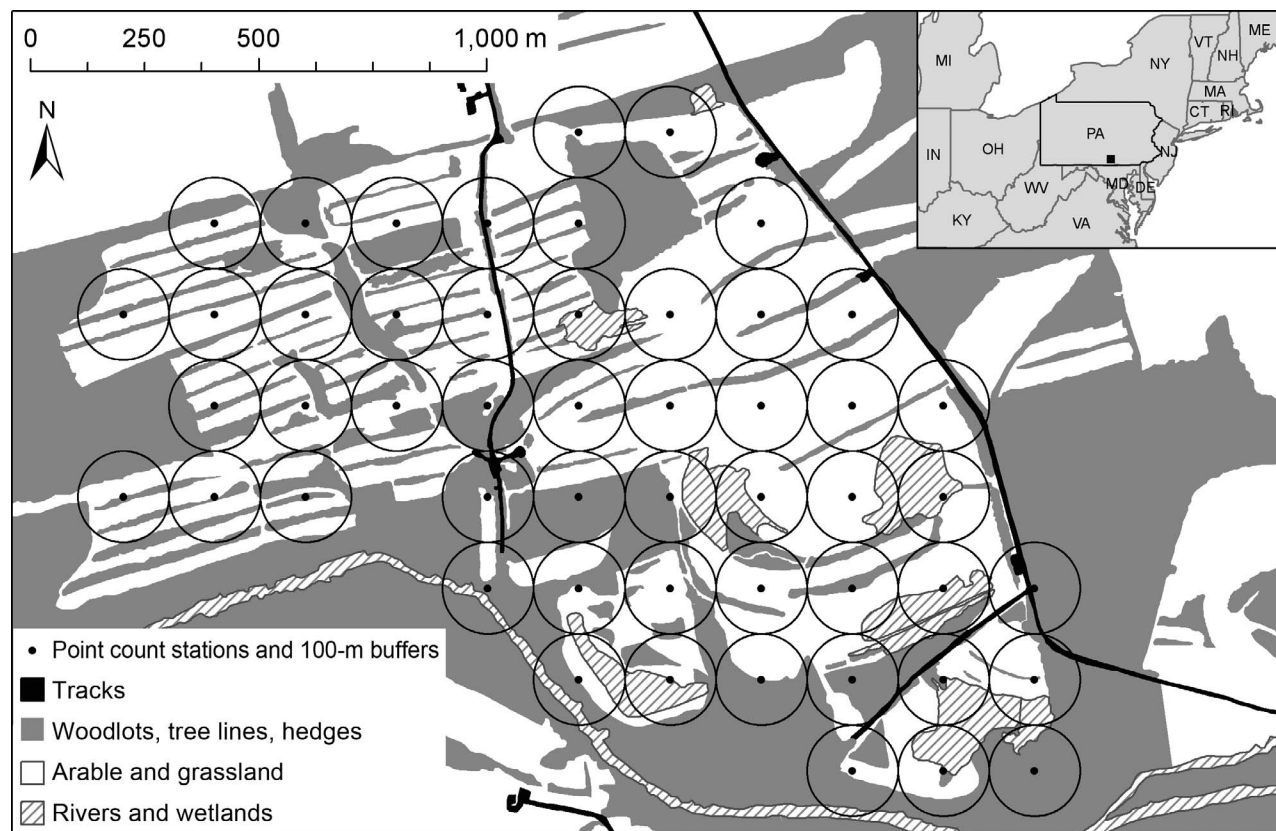 0 250 500 1,000 m
N
MI
NY
VT
NH
ME
MA
CT
RI
PA
NJ
IN
OH
WV
MD
DE
KY
VA
Point count stations and 100-m buffers
Tracks
Woodlots, tree lines, hedges
Arable and grassland
Rivers and wetlands